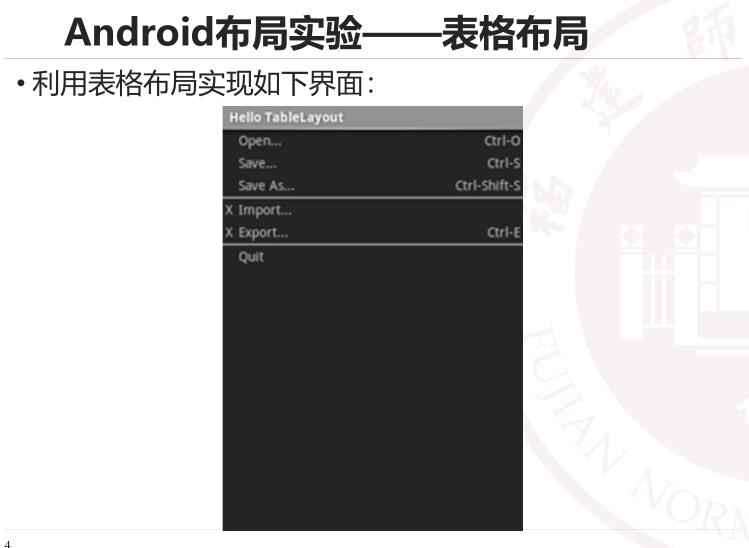 Android布局实验——表格布局
• 利用表格布局实现如下界面：
Hello TableLayout
Open... Ctrl-O
Save... Ctrl-S
Save As... Ctrl-Shift-S
X Import...
X Export... Ctrl-E
Quit
福建師
FUJIAN NORM
4